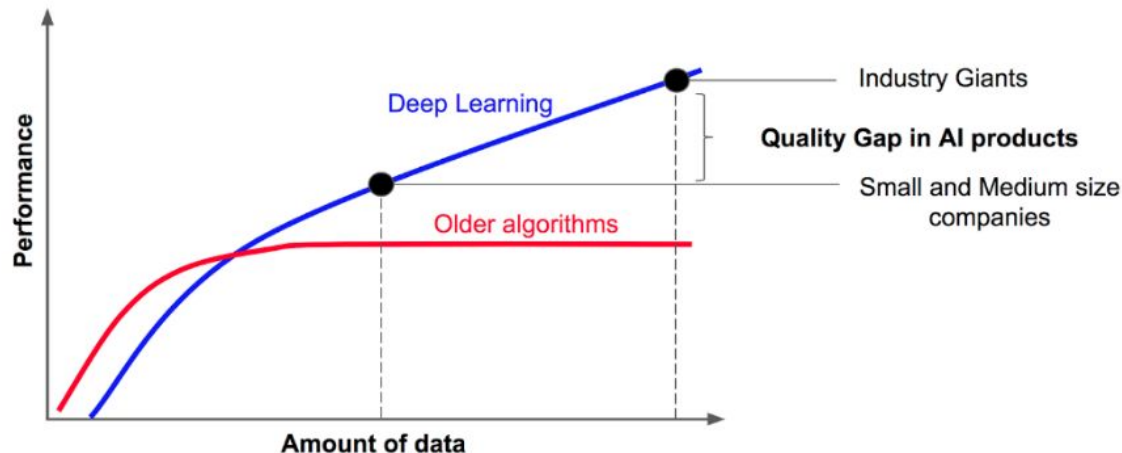 Industry Giants
Deep Learning
Quality Gap in AI products
Small and Medium size
companies
Older algorithms
Performance
Amount of data